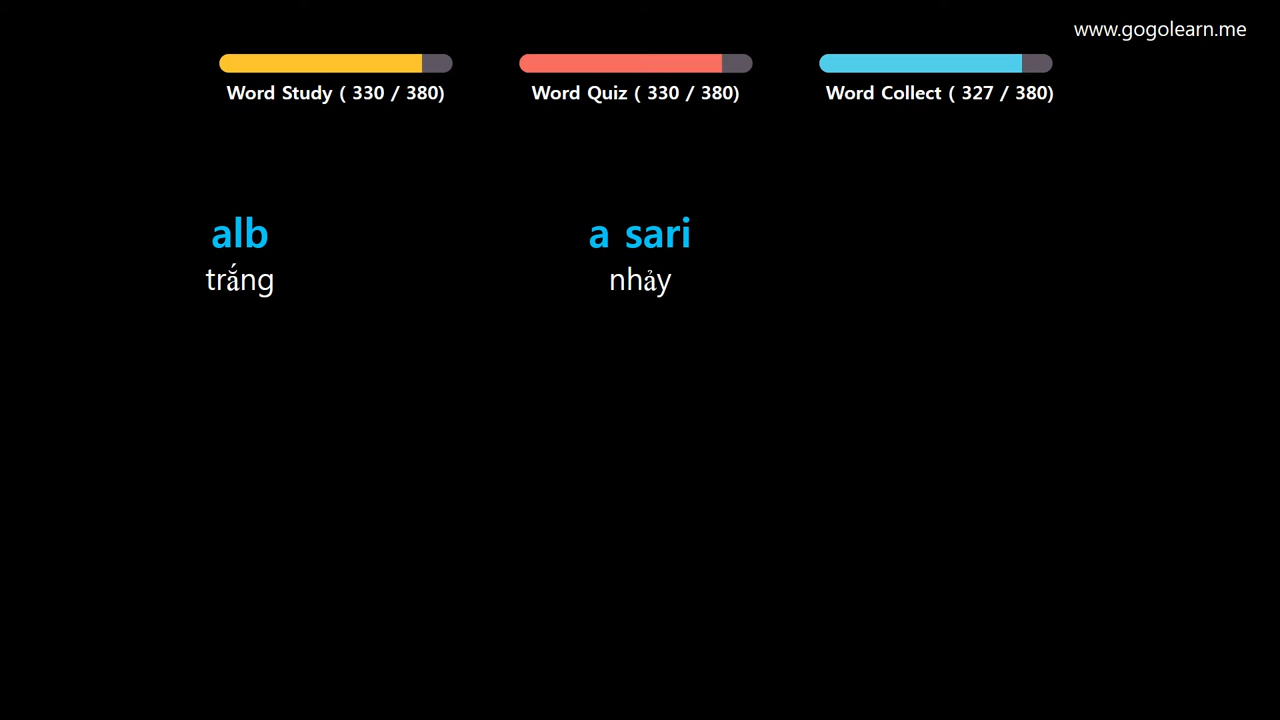 www.gogolearn.me
Word Study ( 330 / 380)
Word Quiz ( 330 / 380)
Word Collect ( 327 / 380)
alb
trắng
a sari
nhảy